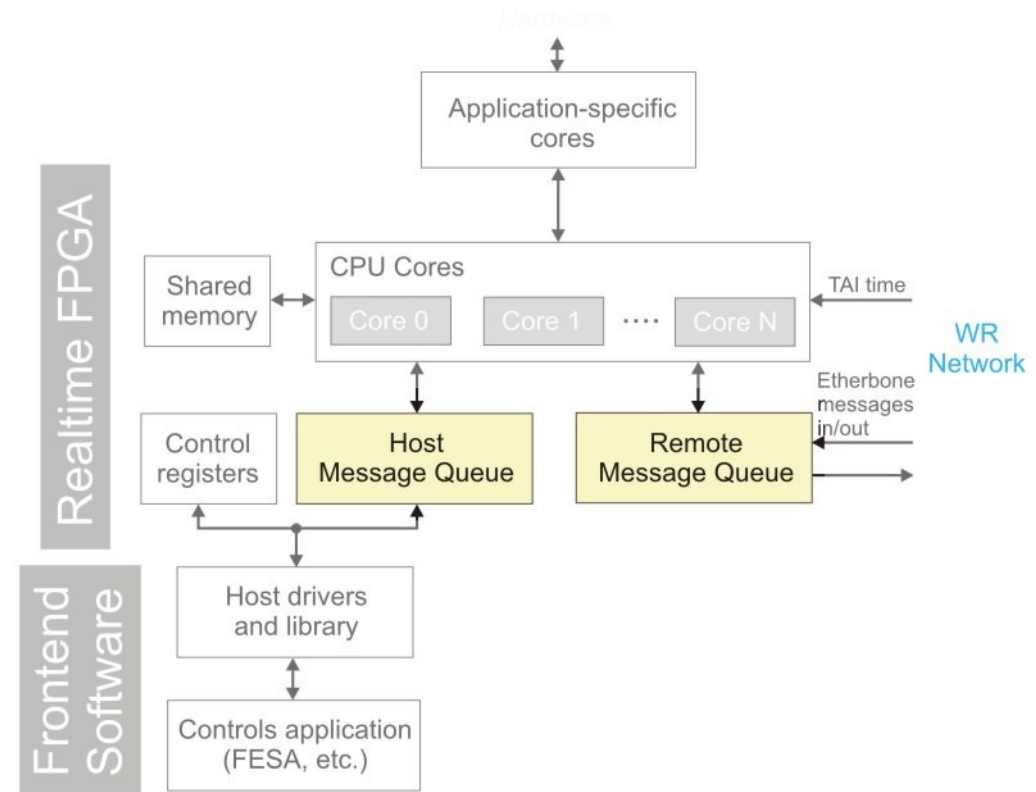 Hardware
Application-specific
cores
Realtime FPGA
CPU Cores
Shared
memory
Core 0
Core 1
....
Core N
TAI time
WR
Network
Etherbone
messages
in/out
Control
registers
Host
Message Queue
Remote
Message Queue
Frontend
Software
Host drivers
and library
Controls application
(FESA, etc.)